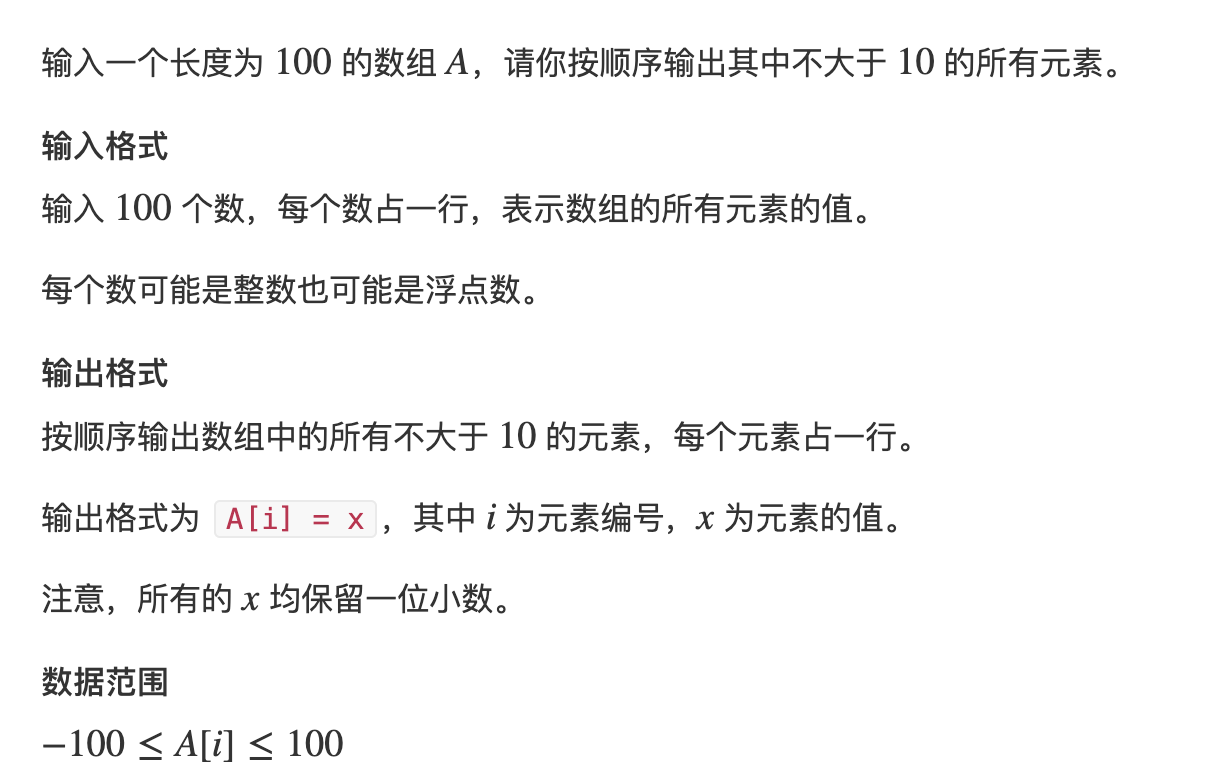 输入一个长度为 100 的数组 A，请你按顺序输出其中不大于 10 的所有元素。
输入格式
输入 100 个数，每个数占一行，表示数组的所有元素的值。
每个数可能是整数也可能是浮点数。
输出格式
按顺序输出数组中的所有不大于 10 的元素，每个元素占一行。
输出格式为 A[i] = x，其中 i 为元素编号，x 为元素的值。
注意，所有的 x 均保留一位小数。
数据范围
−100 ≤ A[i] ≤ 100